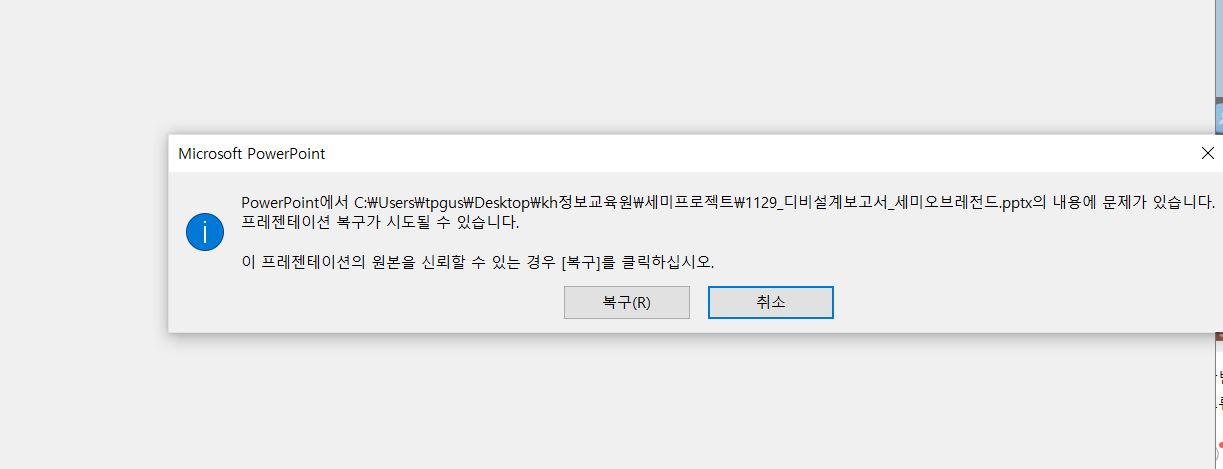 Microsoft PowerPoint
PowerPoint에서 C:₩Users₩tpgus₩Desktop₩kh정보교육원₩세미프로젝트₩1129_디비설계보고서_세미오브레전드.pptx의 내용에 문제가 있습니다.
프레젠테이션 복구가 시도될 수 있습니다.
이 프레젠테이션의 원본을 신뢰할 수 있는 경우 [복구]를 클릭하십시오.
복구(R)
취소